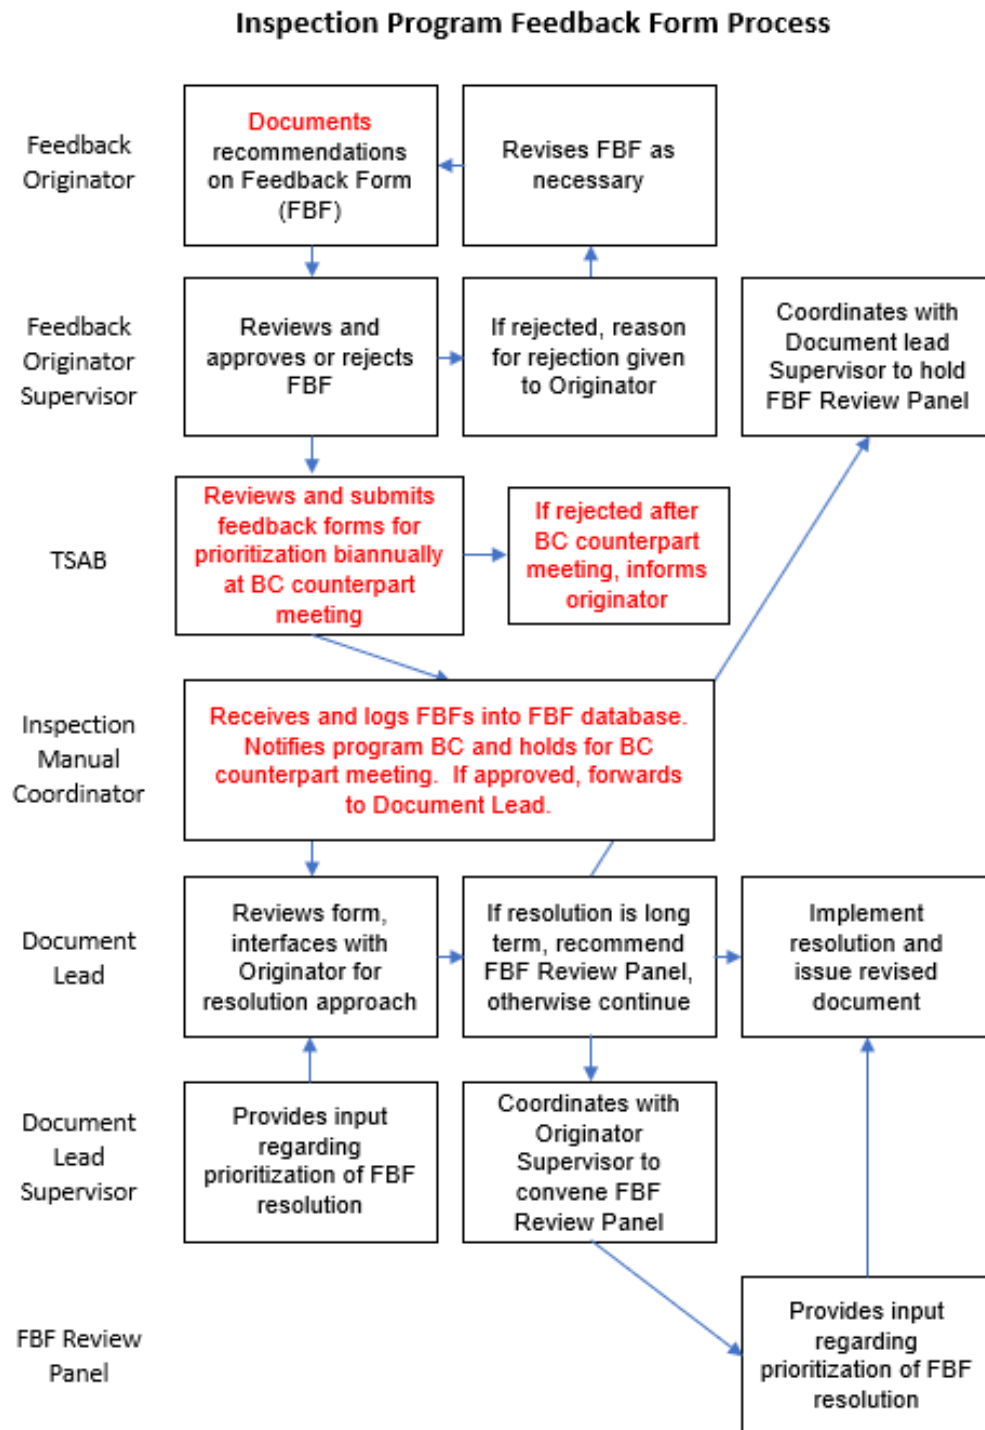 Inspection Program Feedback Form Process
Feedback
Originator
Documents
recommendations
on Feedback Form
(FBF)
Revises FBF as
necessary
Feedback
Originator
Supervisor
Reviews and
approves or rejects
FBF
If rejected, reason
for rejection given
to Originator
Coordinates with
Document lead
Supervisor to hold
FBF Review Panel
TSAB
Reviews and submits
feedback forms for
prioritization biannually
at BC counterpart
meeting
If rejected after
BC counterpart
meeting, informs
originator
Inspection
Manual
Coordinator
Receives and logs FBFs into FBF database.
Notifies program BC and holds for BC
counterpart meeting. If approved, forwards
to Document Lead.
Document
Lead
Reviews form,
interfaces with
Originator for
resolution approach
If resolution is long
term, recommend
FBF Review Panel,
otherwise continue
Implement
resolution and
issue revised
document
Document
Lead
Supervisor
Provides input
regarding
prioritization of FBF
resolution
Coordinates with
Originator
Supervisor to
convene FBF
Review Panel
FBF Review
Panel
Provides input
regarding
prioritization of FBF
resolution